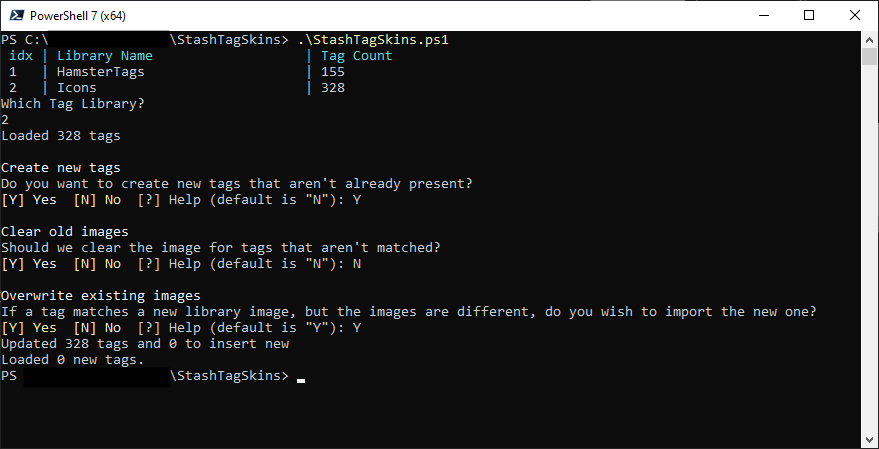 PowerShell 7 (x64)
PS C:\ \StashTagSkins> .\StashTagSkins.ps1
idx | Library Name | Tag Count
1 | HamsterTags | 155
2 | Icons | 328
Which Tag Library?
2
Loaded 328 tags
Create new tags
Do you want to create new tags that aren't already present?
[Y] Yes [N] No [?] Help (default is "N"): Y
Clear old images
Should we clear the image for tags that aren't matched?
[Y] Yes [N] No [?] Help (default is "N"): N
Overwrite existing images
If a tag matches a new library image, but the images are different, do you wish to import the new one?
[Y] Yes [N] No [?] Help (default is "Y"): Y
Updated 328 tags and 0 to insert new
Loaded 0 new tags.
PS \StashTagSkins>